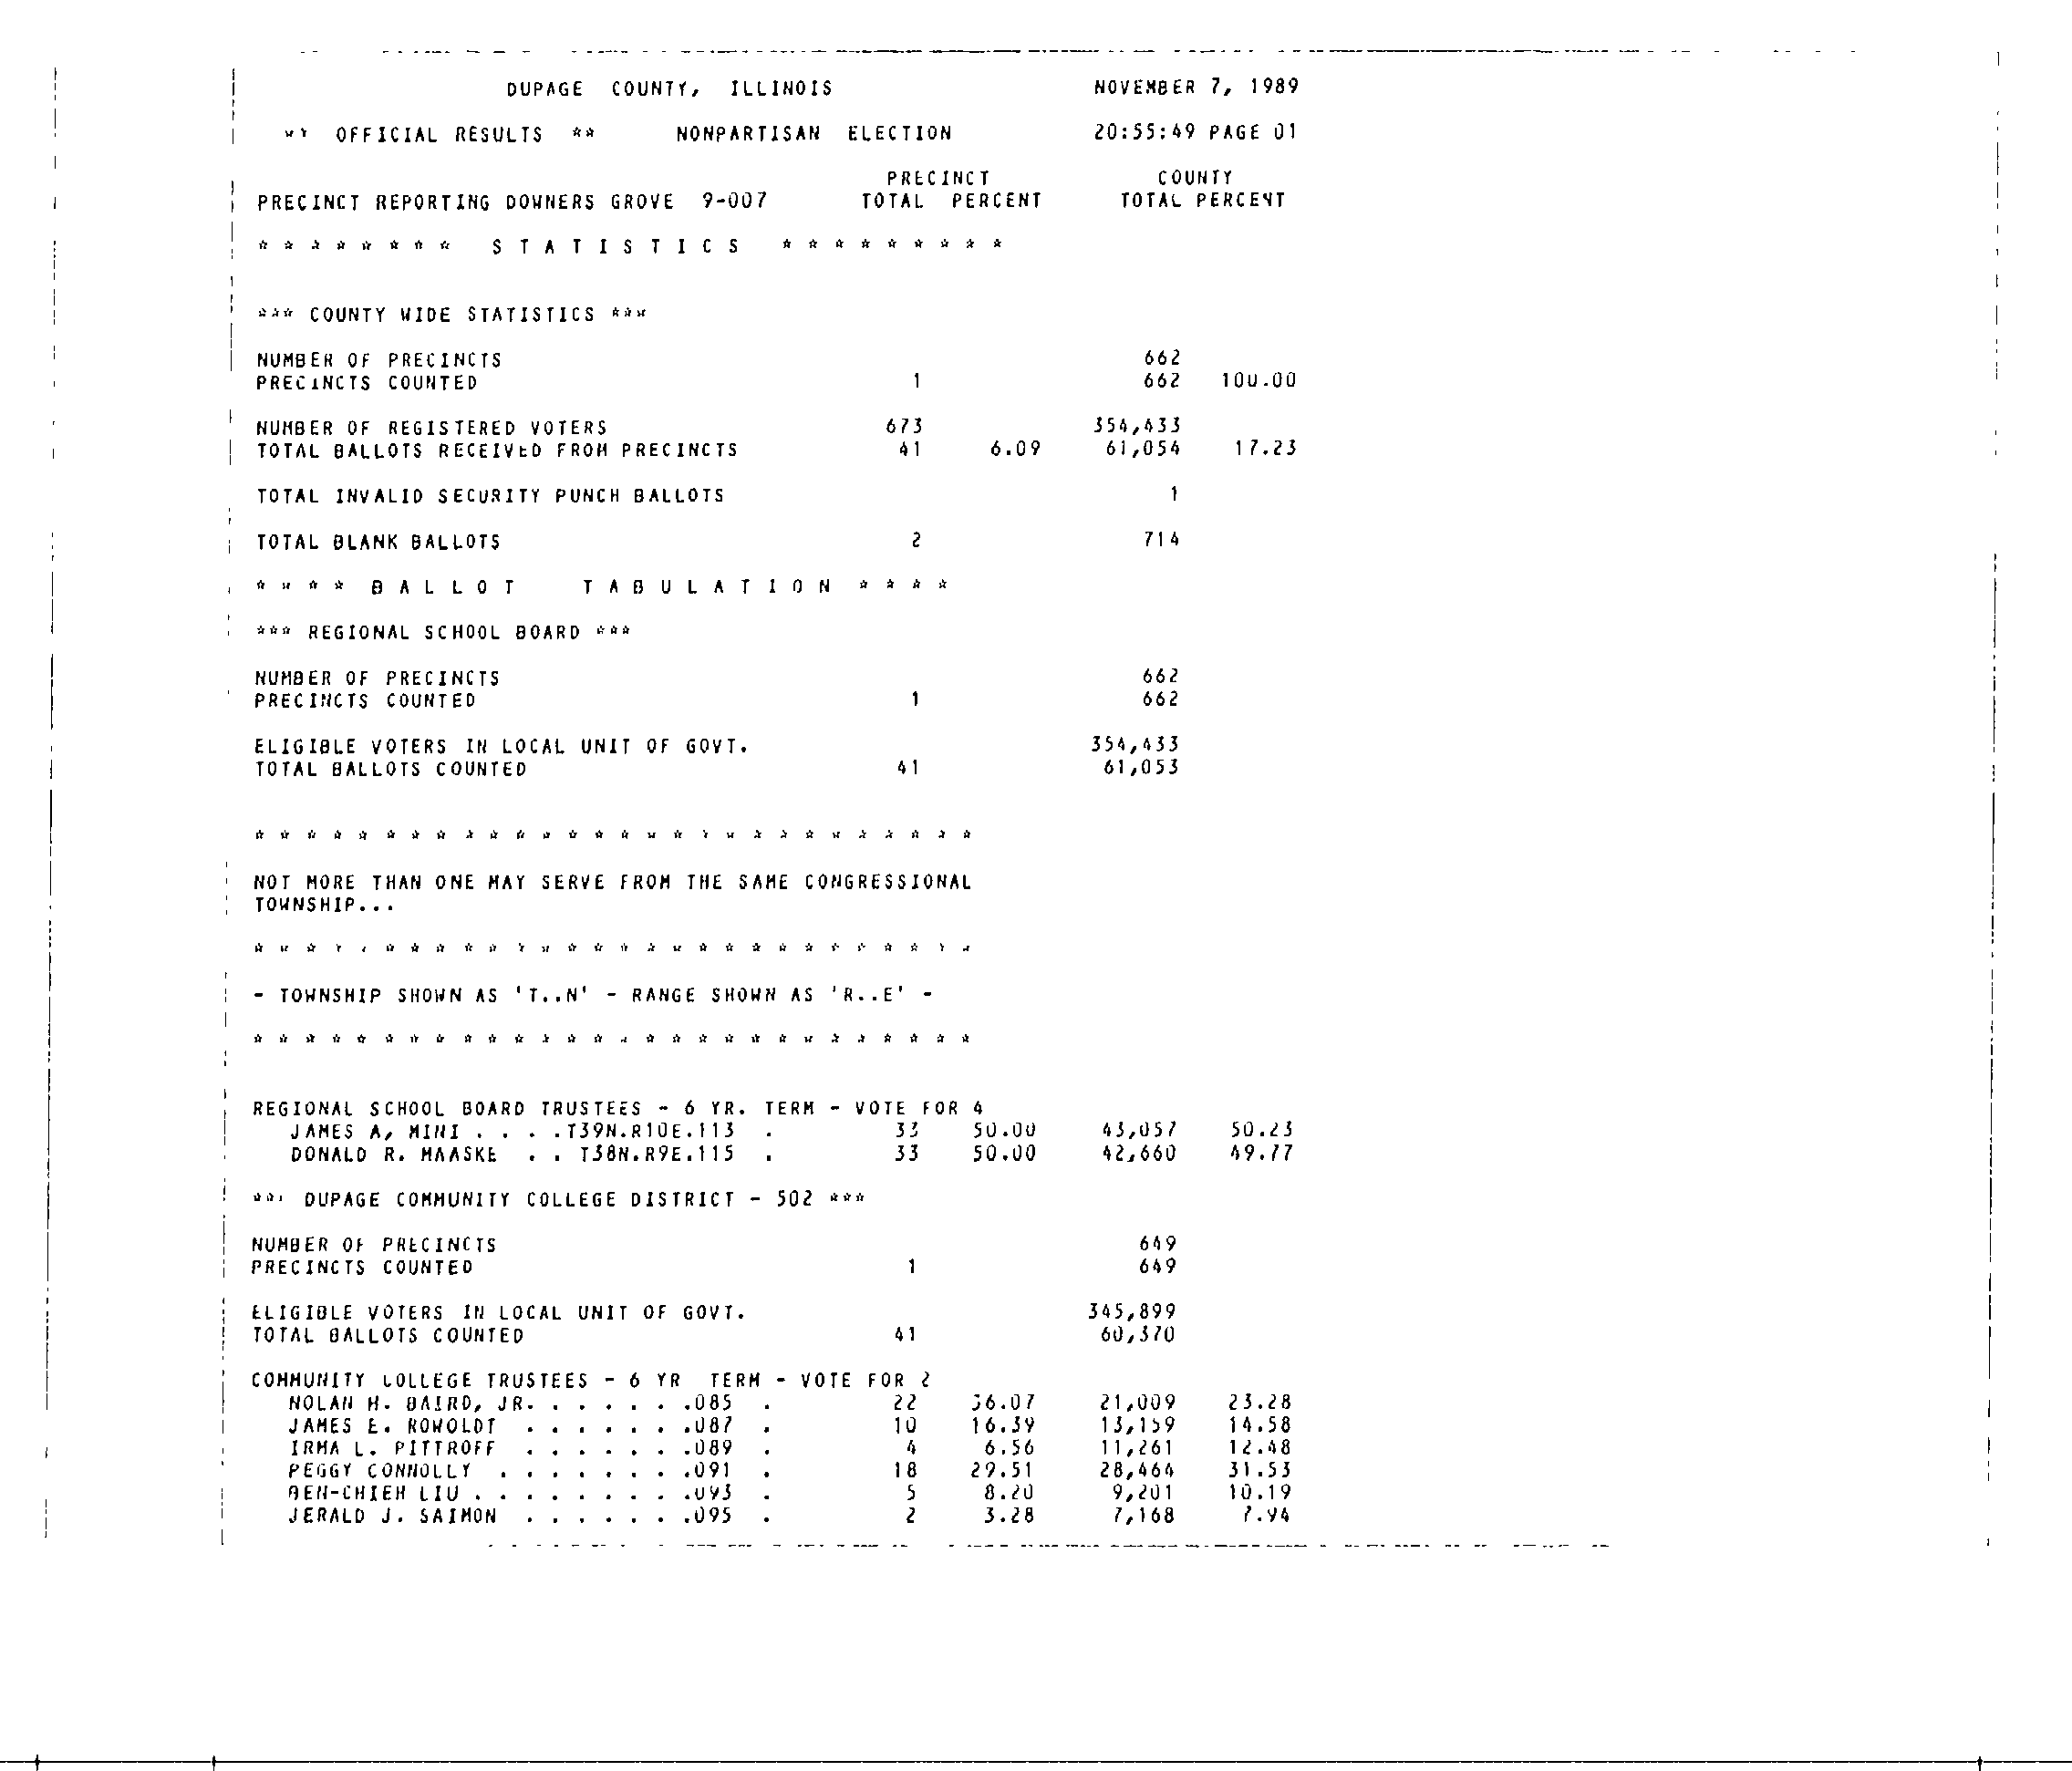 DUPAGE COUNTY, ILLINOIS NOVEMBER 7, 1989
** OFFICIAL RESULTS ** NONPARTISAN ELECTION 20:55:49 PAGE 01
PRECINCT COUNTY
PRECINCT REPORTING DOWNERS GROVE 9-007 TOTAL PERCENT TOTAL PERCENT
* * * * * * * * S T A T I S T I C S * * * * * * * * *
*** COUNTY WIDE STATISTICS ***
NUMBER OF PRECINCTS 662
PRECINCTS COUNTED 1 662 100.00
NUMBER OF REGISTERED VOTERS 673 354,433
TOTAL BALLOTS RECEIVED FROM PRECINCTS 41 6.09 61,054 17.23
TOTAL INVALID SECURITY PUNCH BALLOTS 1
TOTAL BLANK BALLOTS 2 714
* * * * B A L L O T T A B U L A T I O N * * * *
*** REGIONAL SCHOOL BOARD ***
NUMBER OF PRECINCTS 662
PRECINCTS COUNTED 1 662
ELIGIBLE VOTERS IN LOCAL UNIT OF GOVT. 354,433
TOTAL BALLOTS COUNTED 41 61,053
* * * * * * * * * * * * * * * * * * * * * * * * * * * *
NOT MORE THAN ONE MAY SERVE FROM THE SAME CONGRESSIONAL
TOWNSHIP...
* * * * * * * * * * * * * * * * * * * * * * * * * * * *
- TOWNSHIP SHOWN AS 'T..N' - RANGE SHOWN AS 'R..E' -
* * * * * * * * * * * * * * * * * * * * * * * * * * * *
REGIONAL SCHOOL BOARD TRUSTEES - 6 YR. TERM - VOTE FOR 4
JAMES A, MINI . . . .T39N.R10E.113 . 33 50.00 43,057 50.23
DONALD R. MAASKE . . T38N.R9E.115 . 33 50.00 42,660 49.77
*** DUPAGE COMMUNITY COLLEGE DISTRICT - 502 ***
NUMBER OF PRECINCTS 649
PRECINCTS COUNTED 1 649
ELIGIBLE VOTERS IN LOCAL UNIT OF GOVT. 345,899
TOTAL BALLOTS COUNTED 41 60,370
COMMUNITY COLLEGE TRUSTEES - 6 YR TERM - VOTE FOR 2
NOLAN H. BAIRD, JR. . . . . . .085 . 22 36.07 21,009 23.28
JAMES E. ROWOLDT . . . . . . .087 . 10 16.39 13,159 14.58
IRMA L. PITTROFF . . . . . . .089 . 4 6.56 11,261 12.48
PEGGY CONNOLLY . . . . . . . .091 . 18 29.51 28,464 31.53
BEN-CHIEH LIU . . . . . . . . .093 . 5 8.20 9,201 10.19
JERALD J. SAIMON . . . . . . .095 . 2 3.28 7,168 7.94